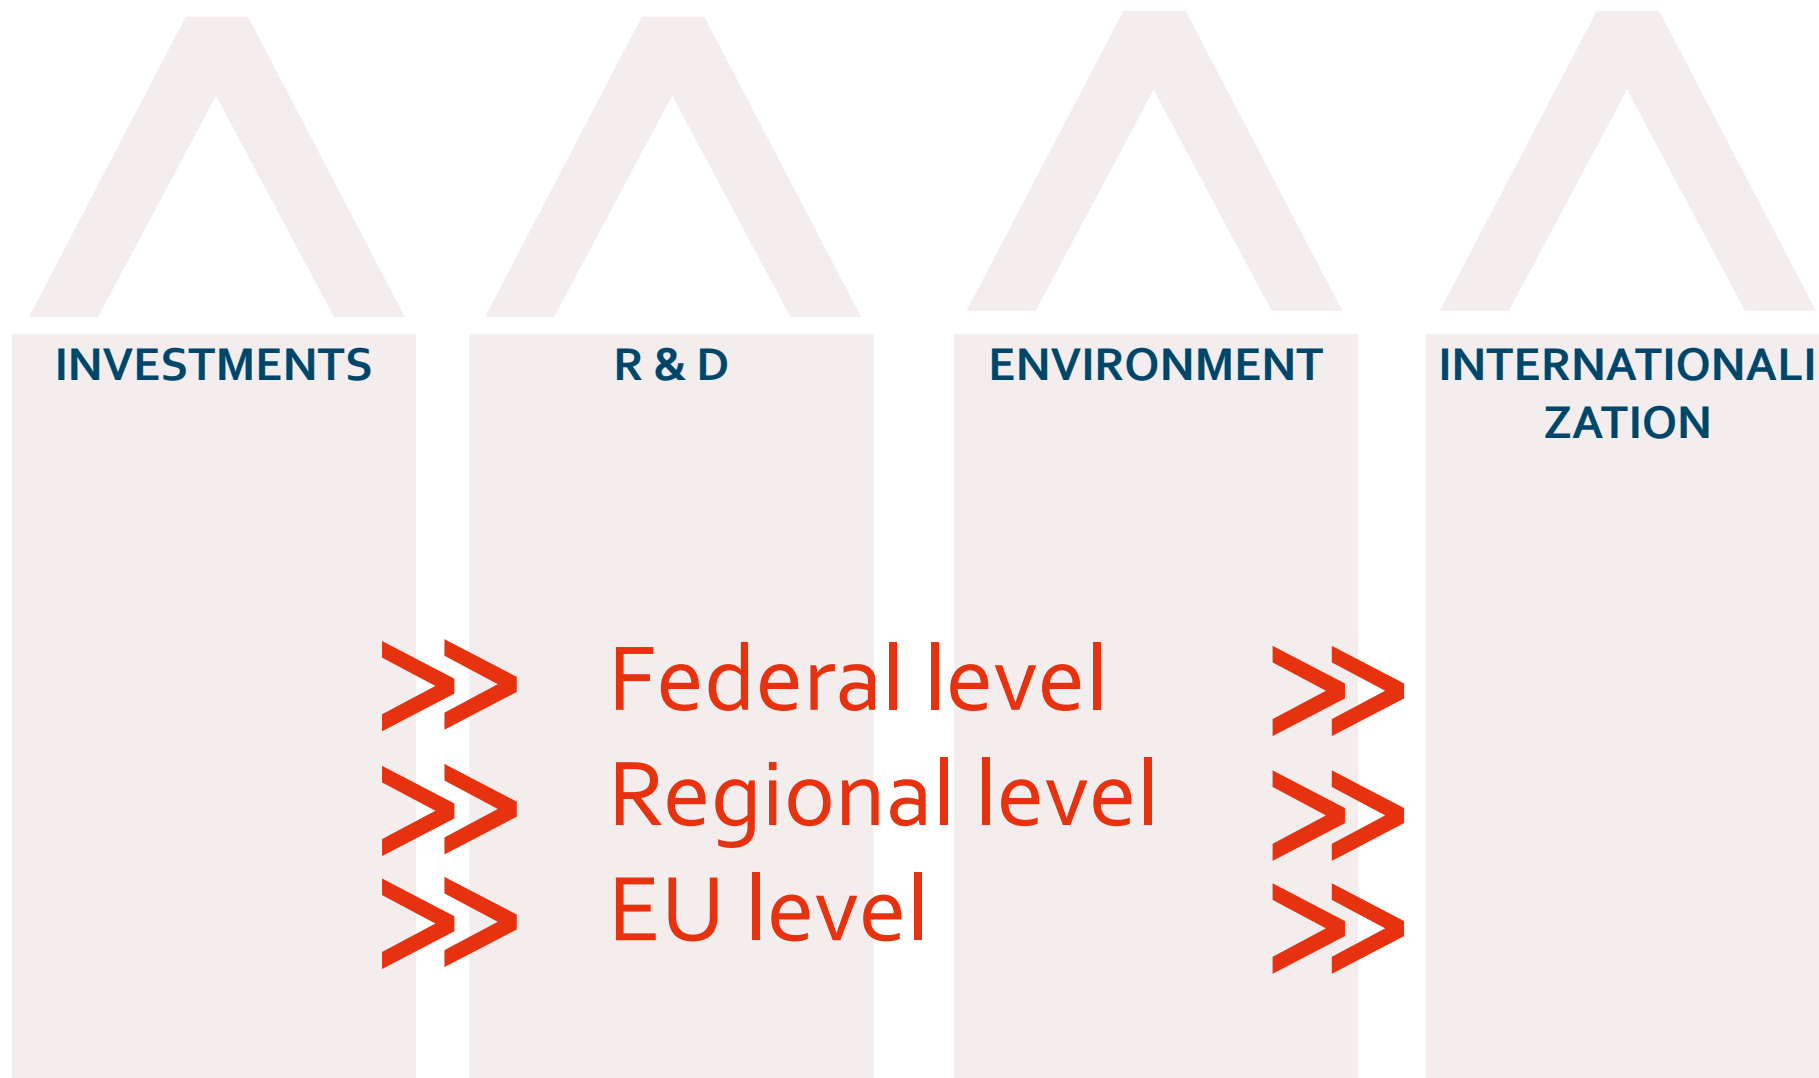 INVESTMENTS
R & D
ENVIRONMENT
INTERNATIONALI
ZATION
Federal level
Regional level
EU level